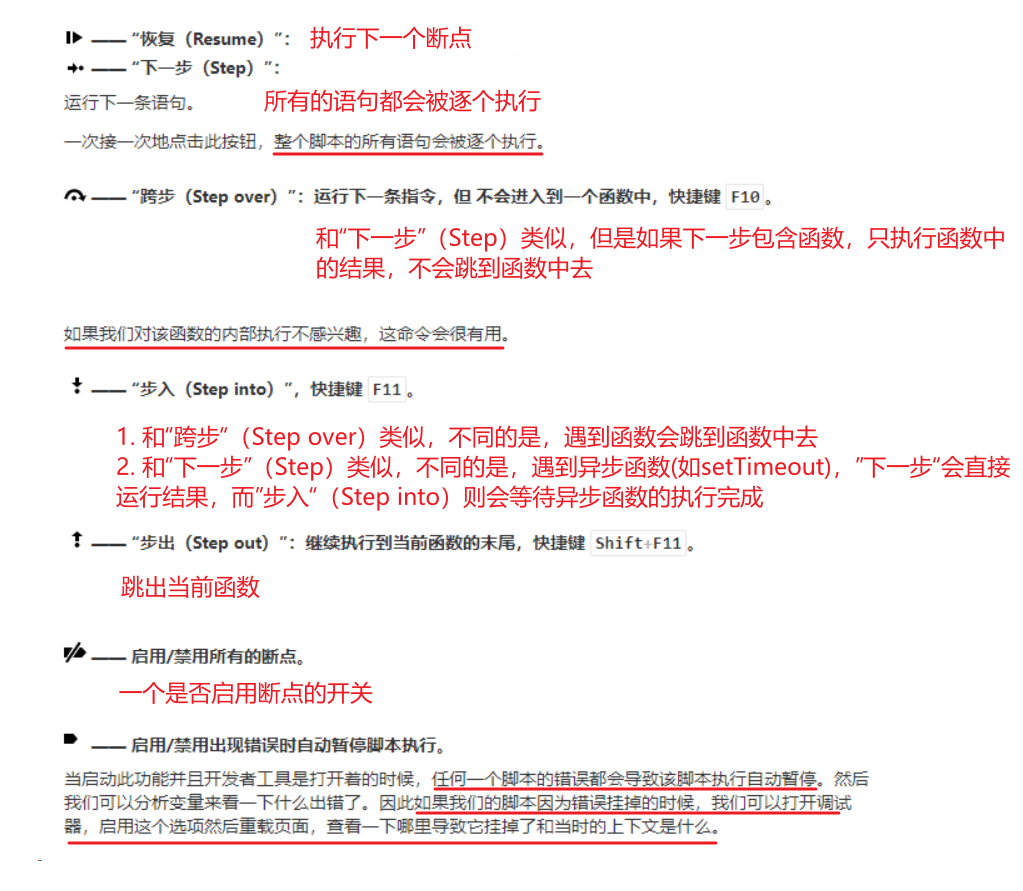 —— “恢复（Resume）”： 执行下一个断点
—— “下一步（Step）”：
运行下一条语句。 所有的语句都会被逐个执行
一次接一次地点击此按钮，整个脚本的所有语句会被逐个执行。
—— “跨步（Step over）”：运行下一条指令，但 不会进入到一个函数中，快捷键 F10 。
和“下一步”（Step）类似，但是如果下一步包含函数，只执行函数中
的结果，不会跳到函数中去
如果我们对该函数的内部执行不感兴趣，这命令会很有用。
—— “步入（Step into）”，快捷键 F11 。
1. 和”跨步“（Step over）类似，不同的是，遇到函数会跳到函数中去
2. 和”下一步”（Step）类似，不同的是，遇到异步函数(如setTimeout)，”下一步“会直接
运行结果，而”步入“（Step into）则会等待异步函数的执行完成
—— “步出（Step out）”：继续执行到当前函数的末尾，快捷键 Shift+F11 。
跳出当前函数
—— 启用/禁用所有的断点。
一个是否启用断点的开关
—— 启用/禁用出现错误时自动暂停脚本执行。
当启动此功能并且开发者工具是打开着的时候，任何一个脚本的错误都会导致该脚本执行自动暂停。然后
我们可以分析变量来看一下什么出错了。因此如果我们的脚本因为错误挂掉的时候，我们可以打开调试
器，启用这个选项然后重载页面，查看一下哪里导致它挂掉了和当时的上下文是什么。